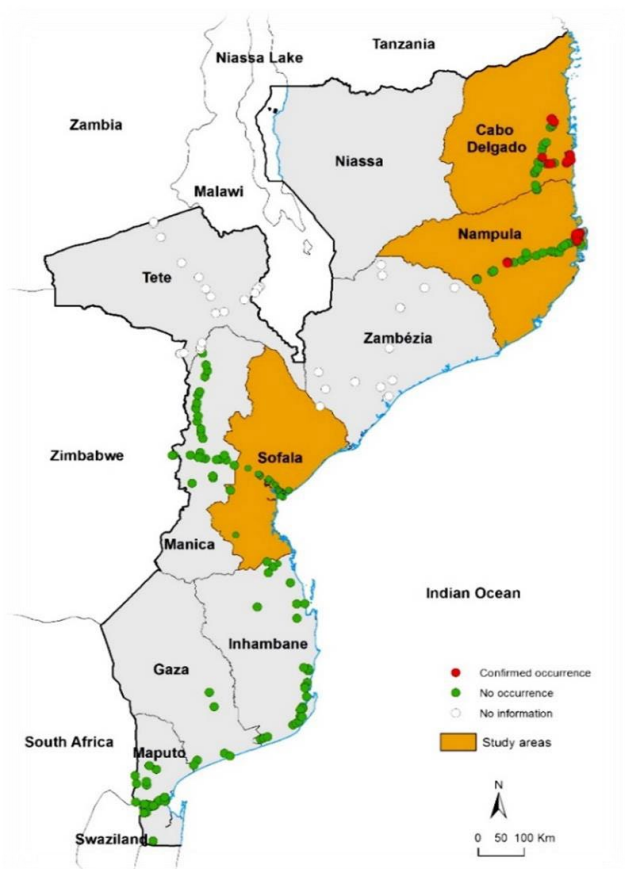 Tanzania
Niassa Lake
Zambia
Cabo
Delgado
Niassa
Malawi
Nampula
Tete
Zambézia
Zimbabwe
Sofala
Manica
Indian Ocean
Inhambane
Gaza
Confirmed occurrence
No occurrence
No information
South Africa
Maputo
Study areas
N
Swaziland
0 50 100 Km